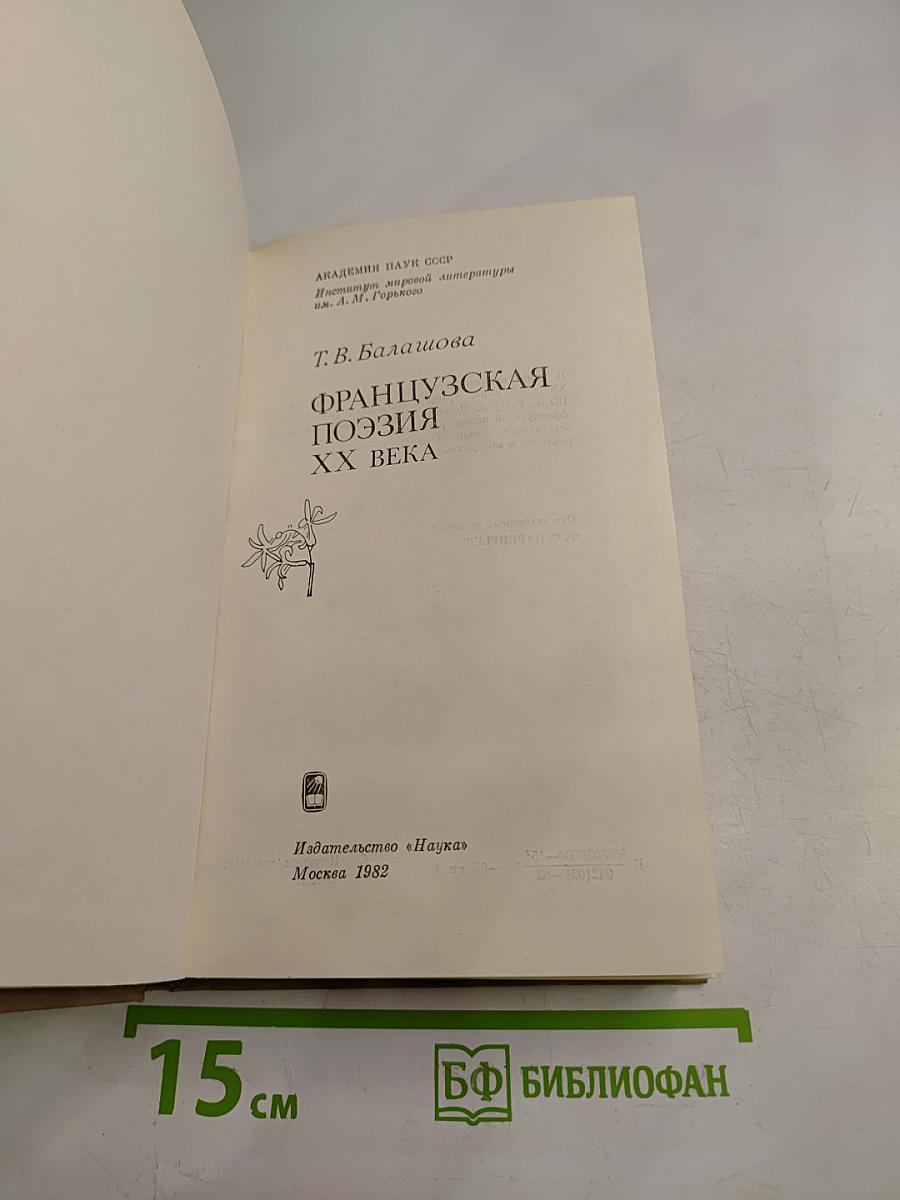 АКАДЕМИЯ НАУК СССР
Институт мировой литературы
им. А. М. Горького
Т. В. Балашова
ФРАНЦУЗСКАЯ
ПОЭЗИЯ
XX ВЕКА
Издательство «Наука»
Москва 1982
15 см
БФ БИБЛИОФАН